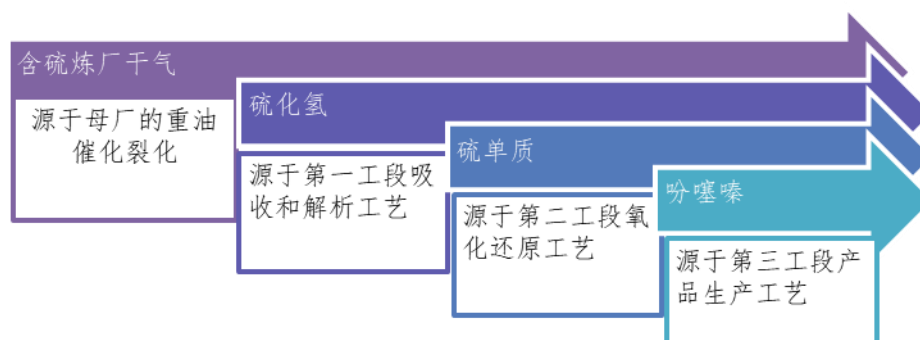 含硫炼厂干气
源于母厂的重油
催化裂化
硫化氢
源于第一工段吸
收和解析工艺
硫单质
源于第二工段氧
化还原工艺
吩噻嗪
源于第三工段产
品生产工艺